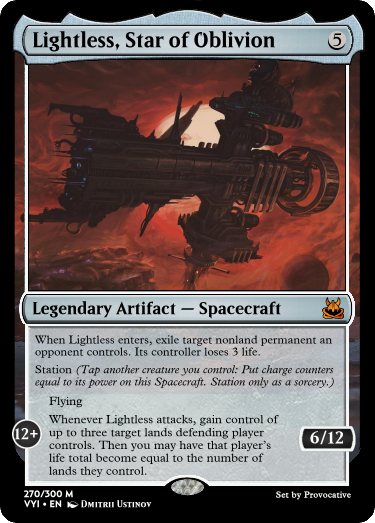 Lightless, Star of Oblivion 5
Legendary Artifact — Spacecraft
When Lightless enters, exile target nonland permanent an
opponent controls. Its controller loses 3 life.
Station (Tap another creature you control: Put charge counters
equal to its power on this Spacecraft. Station only as a sorcery.)
Flying
Whenever Lightless attacks, gain control of
up to three target lands defending player
12+
controls. Then you may have that player's
life total become equal to the number of
lands they control.
6/12
270/300 M
VYI • EN Dmitrii Ustinov
Set by Provocative